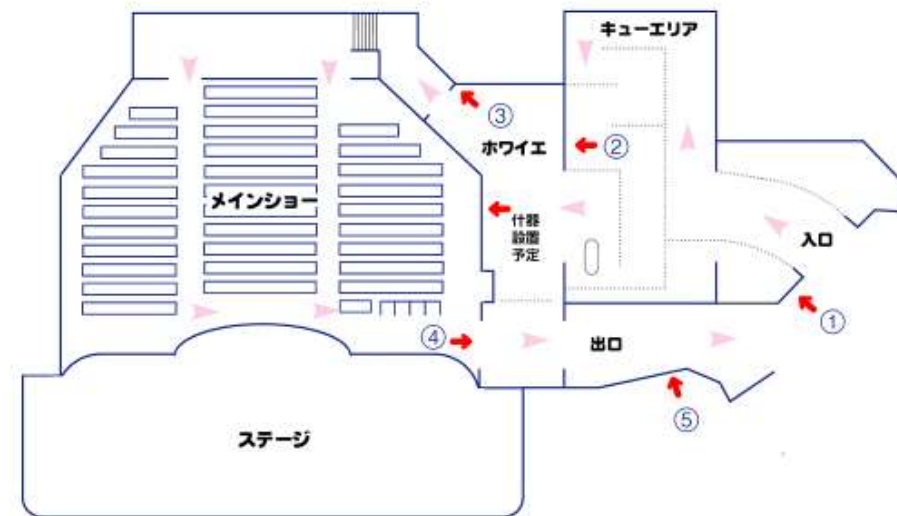 キューエリア
③
ホワイエ
②
メインショー
什器
設置
予定
入口
①
④
出口
⑤
ステージ